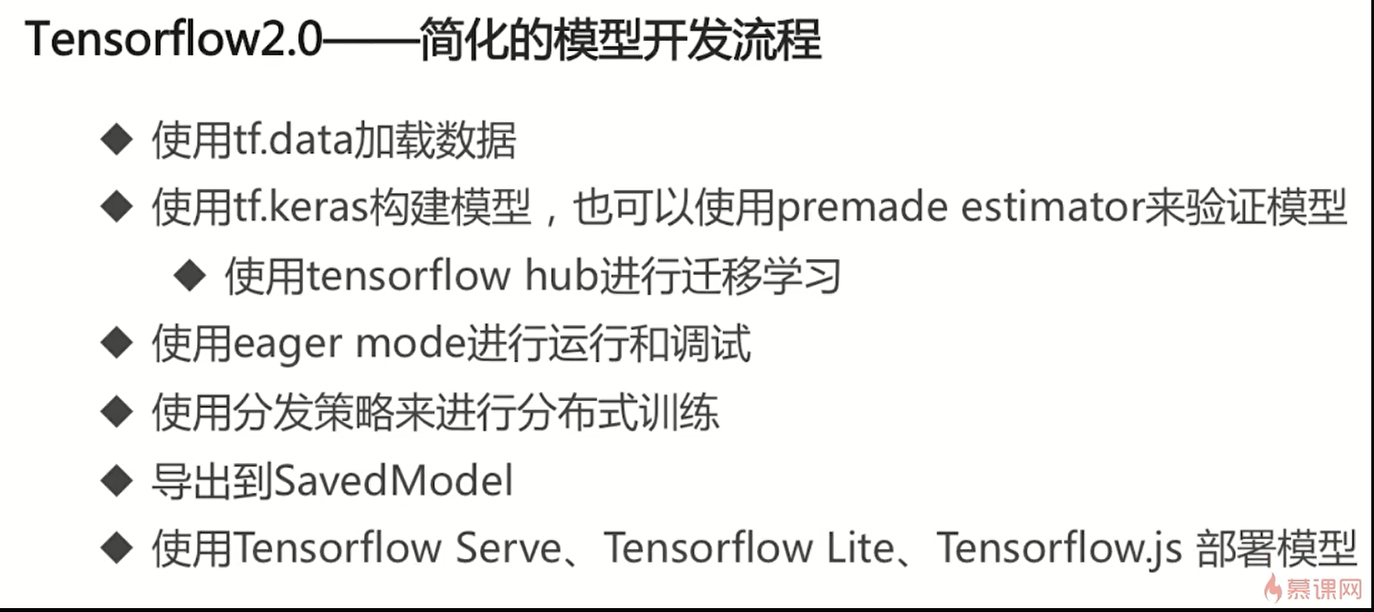 Tensorflow2.0——简化的模型开发流程
使用tf.data加载数据
使用tf.keras构建模型，也可以使用premade estimator来验证模型
使用tensorflow hub进行迁移学习
使用eager mode进行运行和调试
使用分发策略来进行分布式训练
导出到SavedModel
使用Tensorflow Serve、Tensorflow Lite、Tensorflow.js 部署模型
慕课网